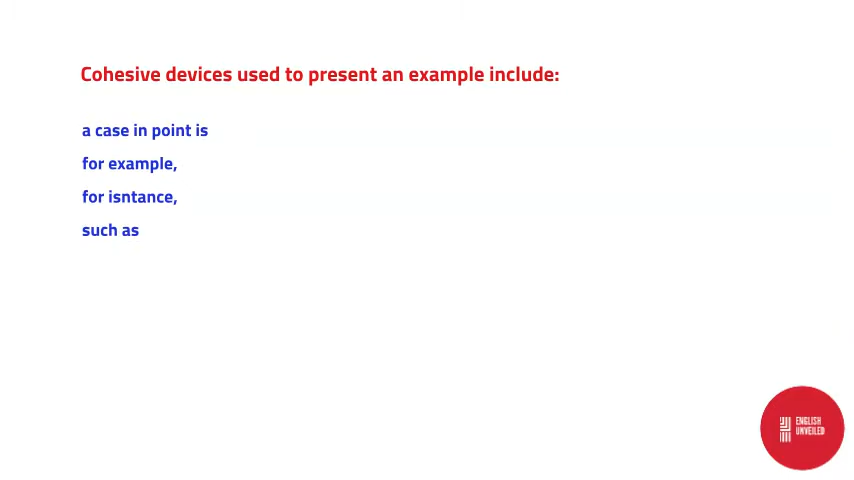 Cohesive devices used to present an example include:
a case in point is
for example,
for isntance,
such as
ENGLISH
UNVEILED